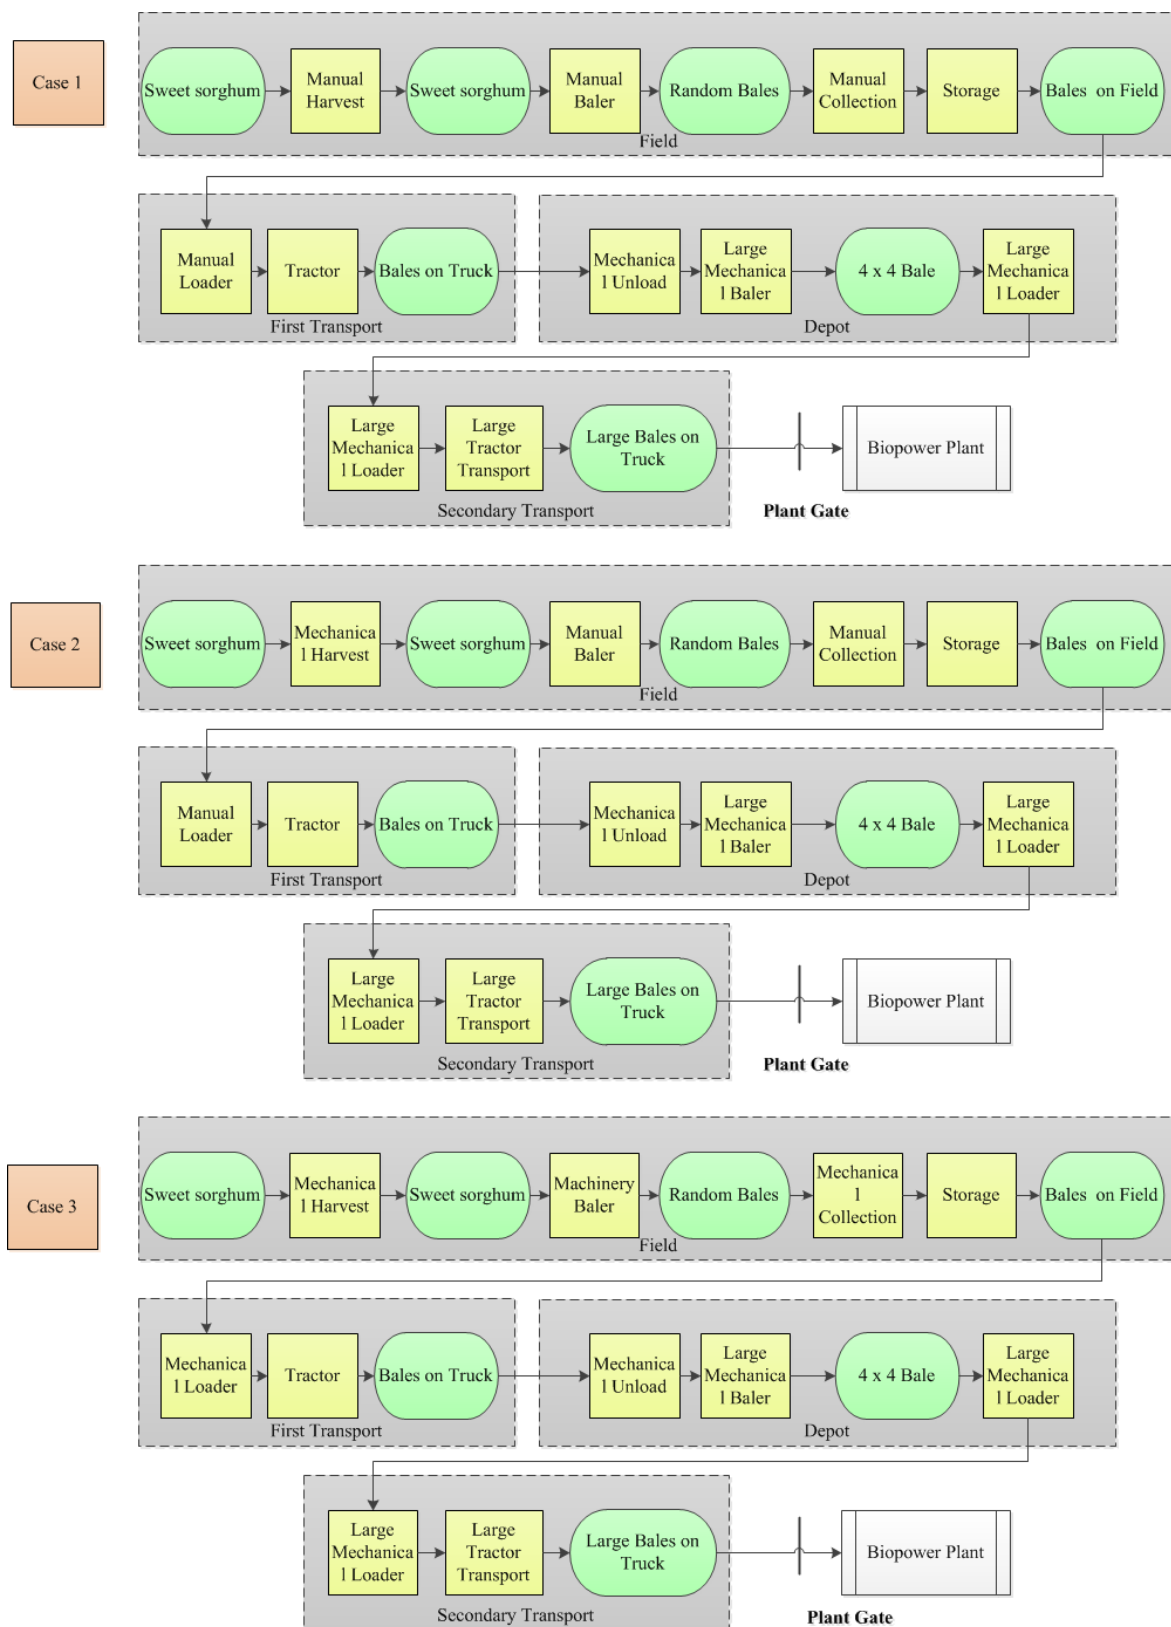 Case 1
Sweet sorghum
Manual
Harvest
Sweet sorghum
Manual
Baler
Random Bales
Manual
Collection
Storage
Bales on Field
Field
Manual
Loader
Tractor
Bales on Truck
First Transport
Mechanica
l Unload
Large
Mechanica
l Baler
4 x 4 Bale
Large
Mechanica
l Loader
Depot
Large
Mechanica
l Loader
Large
Tractor
Transport
Large Bales on
Truck
Secondary Transport
Plant Gate
Biopower Plant
Case 2
Sweet sorghum
Mechanica
l Harvest
Sweet sorghum
Manual
Baler
Random Bales
Manual
Collection
Storage
Bales on Field
Field
Manual
Loader
Tractor
Bales on Truck
First Transport
Mechanica
l Unload
Large
Mechanica
l Baler
4 x 4 Bale
Large
Mechanica
l Loader
Depot
Large
Mechanica
l Loader
Large
Tractor
Transport
Large Bales on
Truck
Secondary Transport
Plant Gate
Biopower Plant
Case 3
Sweet sorghum
Mechanica
l Harvest
Sweet sorghum
Machinery
Baler
Random Bales
Mechanica
l
Collection
Storage
Bales on Field
Field
Mechanica
l Loader
Tractor
Bales on Truck
First Transport
Mechanica
l Unload
Large
Mechanica
l Baler
4 x 4 Bale
Large
Mechanica
l Loader
Depot
Large
Mechanica
l Loader
Large
Tractor
Transport
Large Bales on
Truck
Secondary Transport
Plant Gate
Biopower Plant